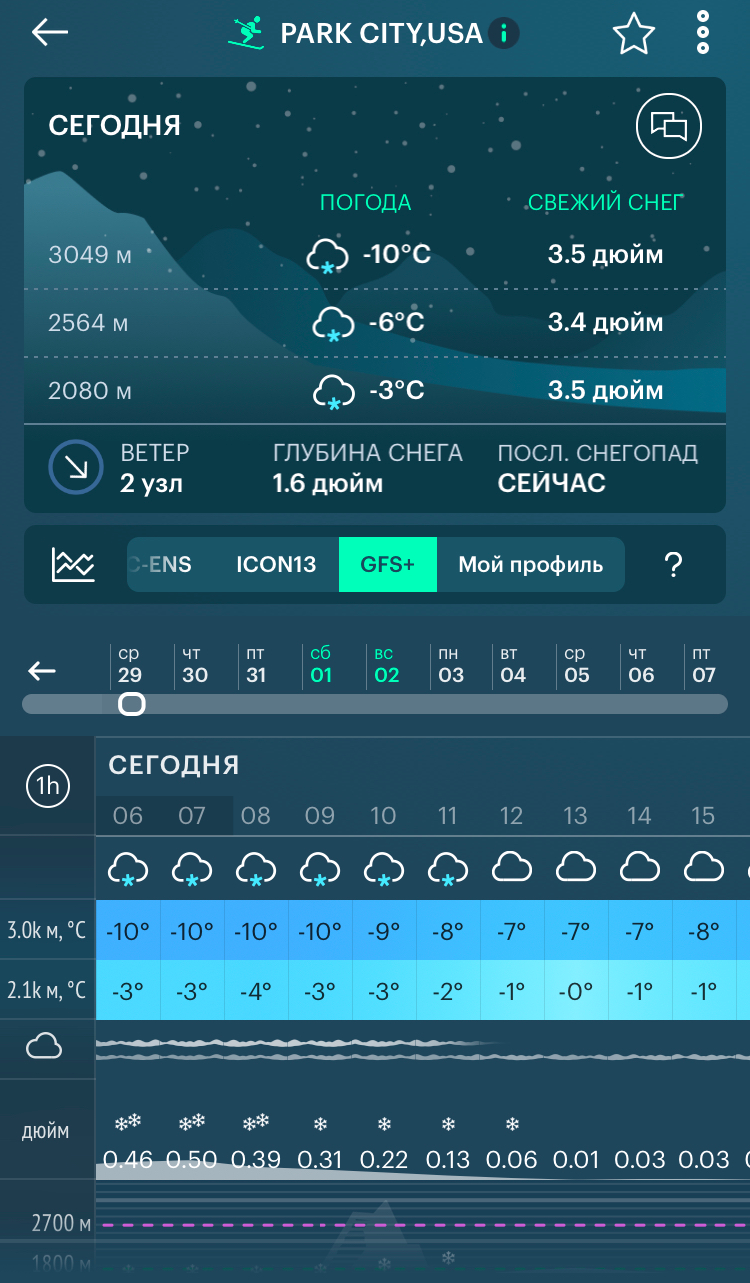 PARK CITY,USA i
СЕГОДНЯ
ПОГОДА СВЕЖИЙ СНЕГ
3049 м -10°C 3.5 дюйм
2564 м -6°C 3.4 дюйм
2080 м -3°C 3.5 дюйм
ВЕТЕР ГЛУБИНА СНЕГА ПОСЛ. СНЕГОПАД
2 узл 1.6 дюйм СЕЙЧАС
C-ENS ICON13 GFS+ Мой профиль ?
ср чт пт сб вс пн вт ср чт пт
29 30 31 01 02 03 04 05 06 07
СЕГОДНЯ
1h
06 07 08 09 10 11 12 13 14 15
3.0k м, °C -10° -10° -10° -10° -9° -8° -7° -7° -7° -8°
2.1k м, °C -3° -3° -4° -3° -3° -2° -1° -0° -1° -1°
дюйм 0.46 0.50 0.39 0.31 0.22 0.13 0.06 0.01 0.03 0.03
2700 м
1800 м